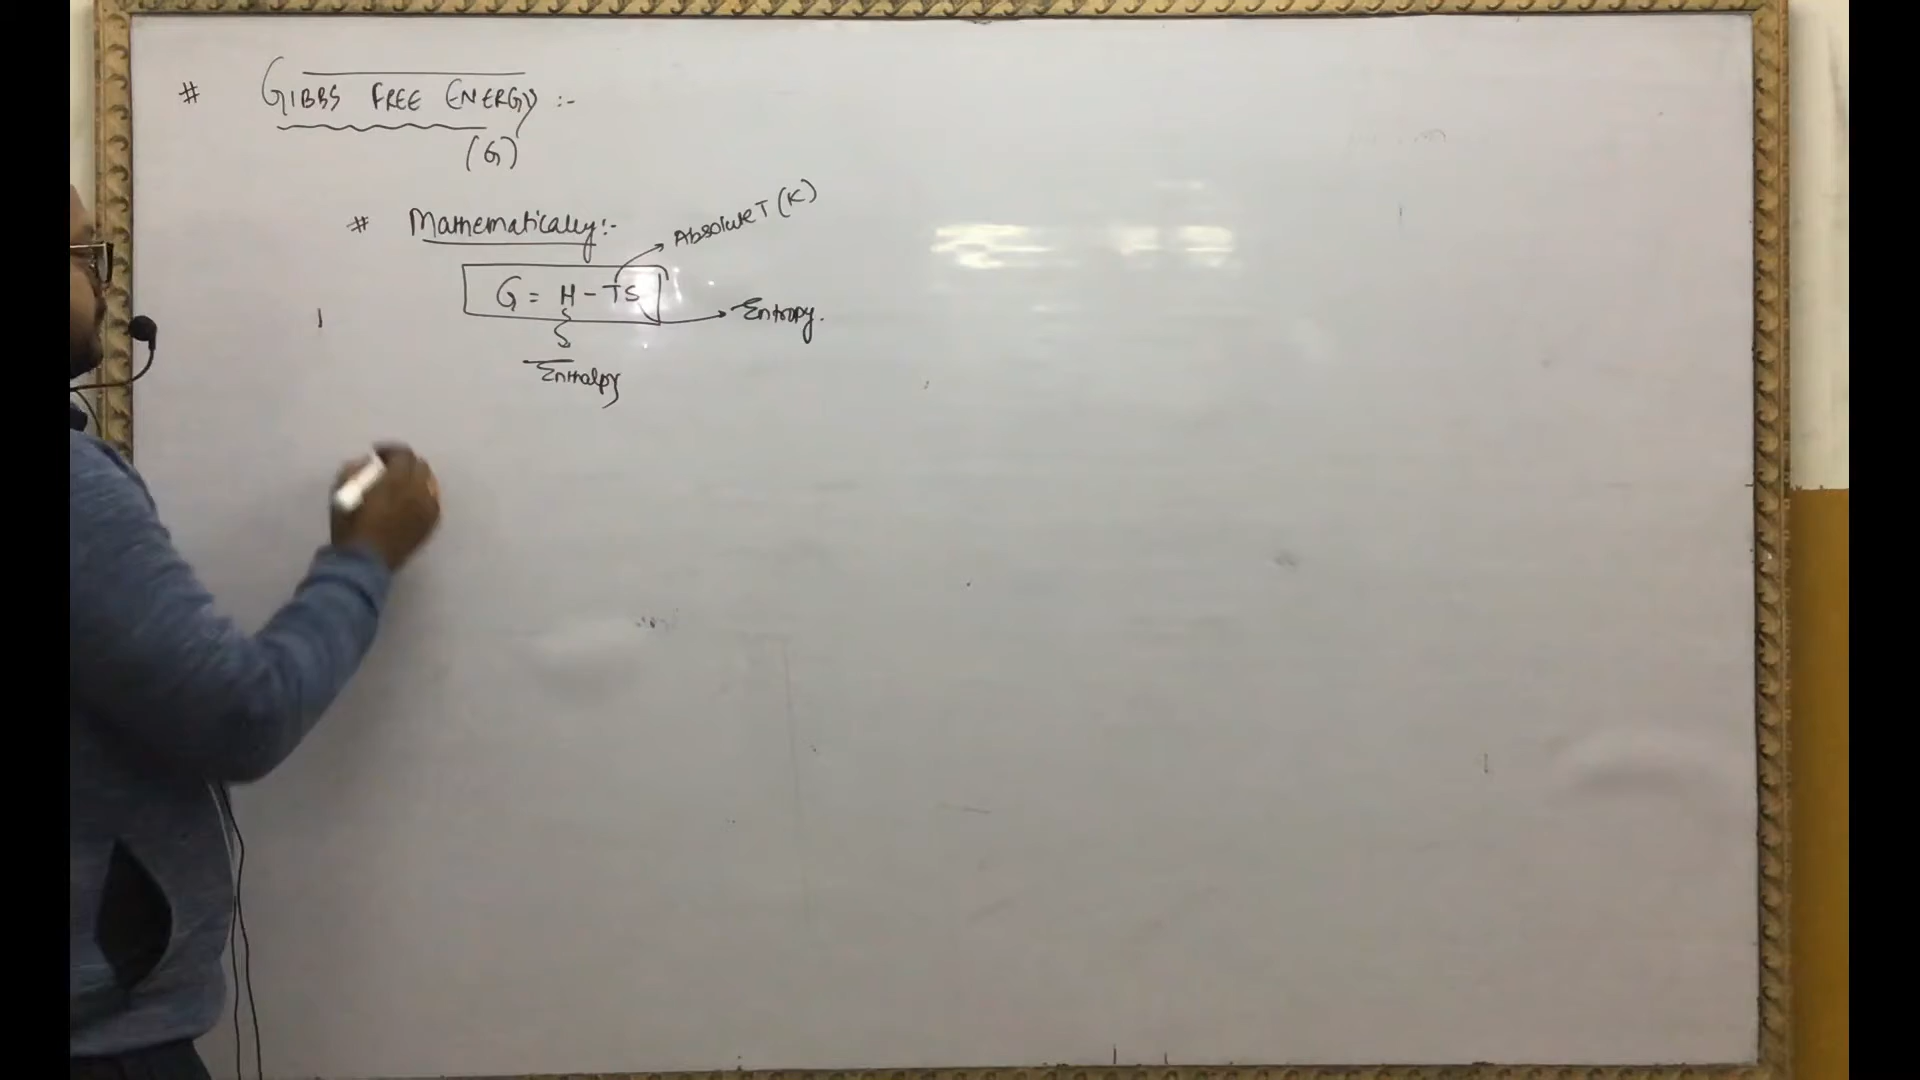 # GIBBS FREE ENERGY :-
(G)
# Mathematically:-
Absolute T (K)
G = H - TS
Entropy.
Enthalpy